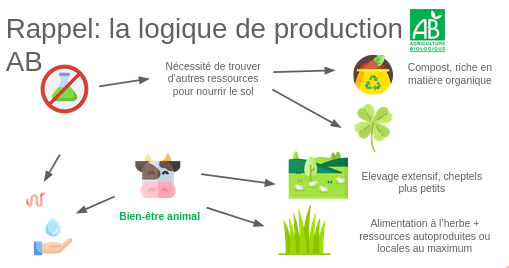 Rappel: la logique de production
AB
AB
AGRICULTURE
BIOLOGIQUE
Nécessité de trouver
d'autres ressources
pour nourrir le sol
Compost, riche en
matière organique
Bien-être animal
Elevage extensif, cheptels
plus petits
Alimentation à l'herbe +
ressources autoproduites ou
locales au maximum